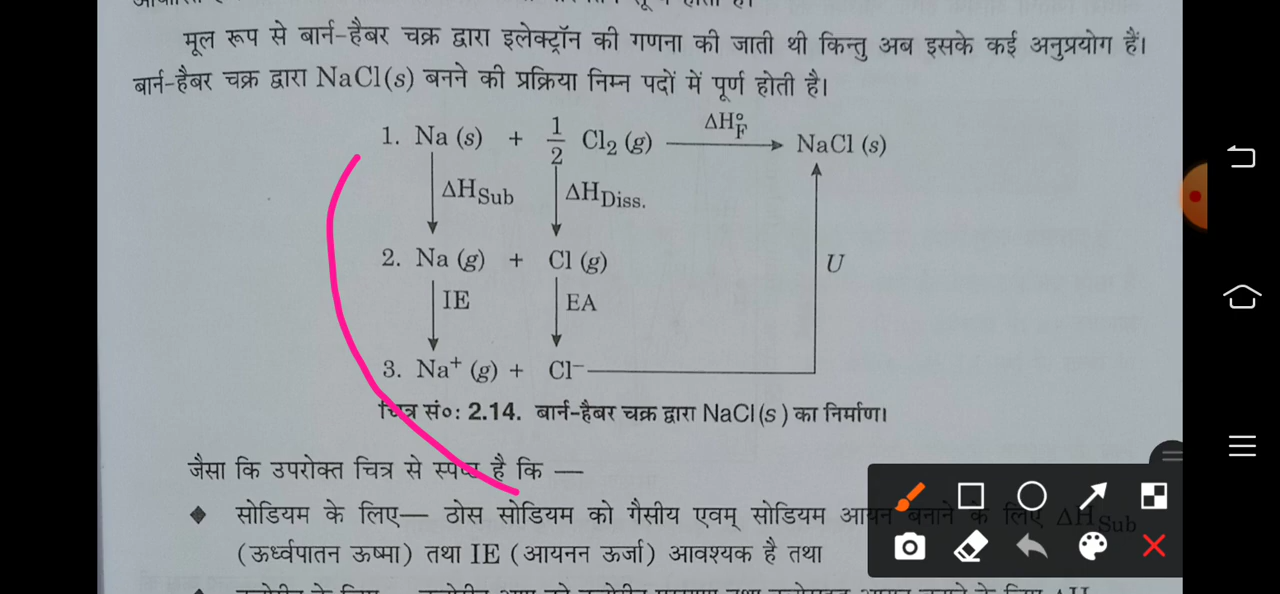 मूल रूप से बार्न-हैबर चक्र द्वारा इलेक्ट्रॉन की गणना की जाती थी किन्तु अब इसके कई अनुप्रयोग हैं।
बार्न-हैबर चक्र द्वारा NaCl(s) बनने की प्रक्रिया निम्न पदों में पूर्ण होती है।
1. Na (s) + 1/2 Cl₂ (g) ΔH°F NaCl (s)
ΔHSub ΔHDiss.
2. Na (g) + Cl (g) U
IE EA
3. Na⁺ (g) + Cl⁻
चित्र सं०: 2.14. बार्न-हैबर चक्र द्वारा NaCl(s) का निर्माण।
जैसा कि उपरोक्त चित्र से स्पष्ट है कि —
◆ सोडियम के लिए— ठोस सोडियम को गैसीय एवम् सोडियम आयन बनाने के लिए ΔHSub
(ऊर्ध्वपातन ऊष्मा) तथा IE (आयनन ऊर्जा) आवश्यक है तथा